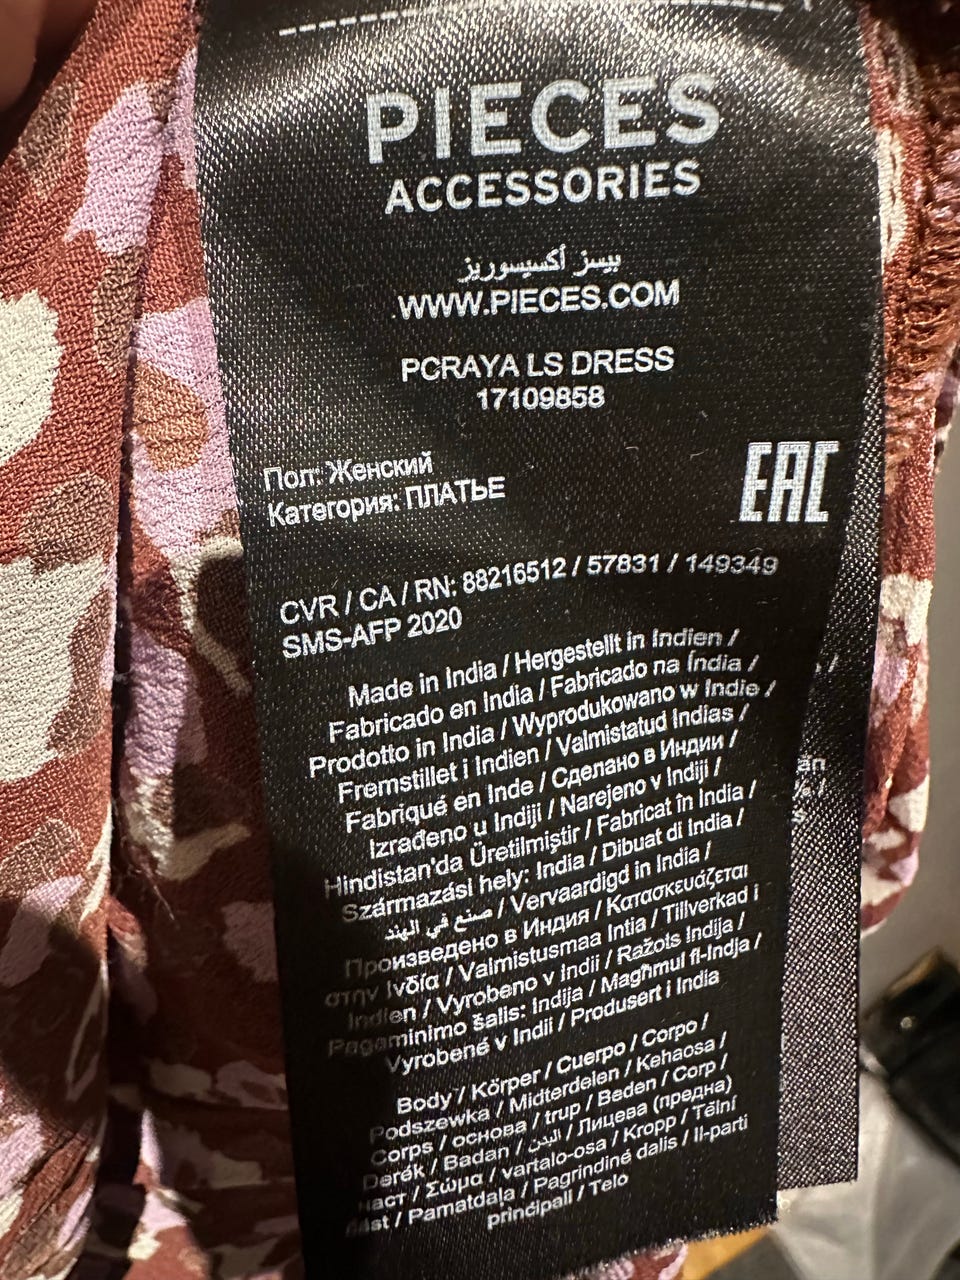 PIECES
ACCESSORIES
بيسز أكسيسوريز
WWW.PIECES.COM
PCRAYA LS DRESS
17109858
Пол: Женский
Категория: ПЛАТЬЕ
EAC
CVR / CA / RN: 88216512 / 57831 / 149349
SMS-AFP 2020
Made in India / Hergestellt in Indien /
Fabricado en India / Fabricado na Índia /
Prodotto in India / Wyprodukowano w Indie /
Fremstillet i Indien / Valmistatud Indias /
Fabriqué en Inde / Сделано в Индии /
Izrađeno u Indiji / Narejeno v Indiji /
Hindistan'da Üretilmiştir / Fabricat în India /
Származási hely: India / Dibuat di India /
صنع في الهند / Vervaardigd in India /
Произведено в Индия / Κατασκευάζεται
στην Ινδία / Valmistusmaa Intia / Tillverkad i
Indien / Vyrobeno v Indii / Ražots Indija /
Pagaminimo šalis: Indija / Magħmul fl-Indja /
Vyrobené v Indii / Produsert i India
Body / Körper / Cuerpo / Corpo /
Podszewka / Midterdelen / Kehaosa /
Corps / основа / trup / Beden / Corp /
Derék / Badan / البدن / Лицева (предна)
част / Σώμα / vartalo-osa / Kropp / Tělní
část / Pamatdaļa / Pagrindinė dalis / Il-parti
prinċipali / Telo